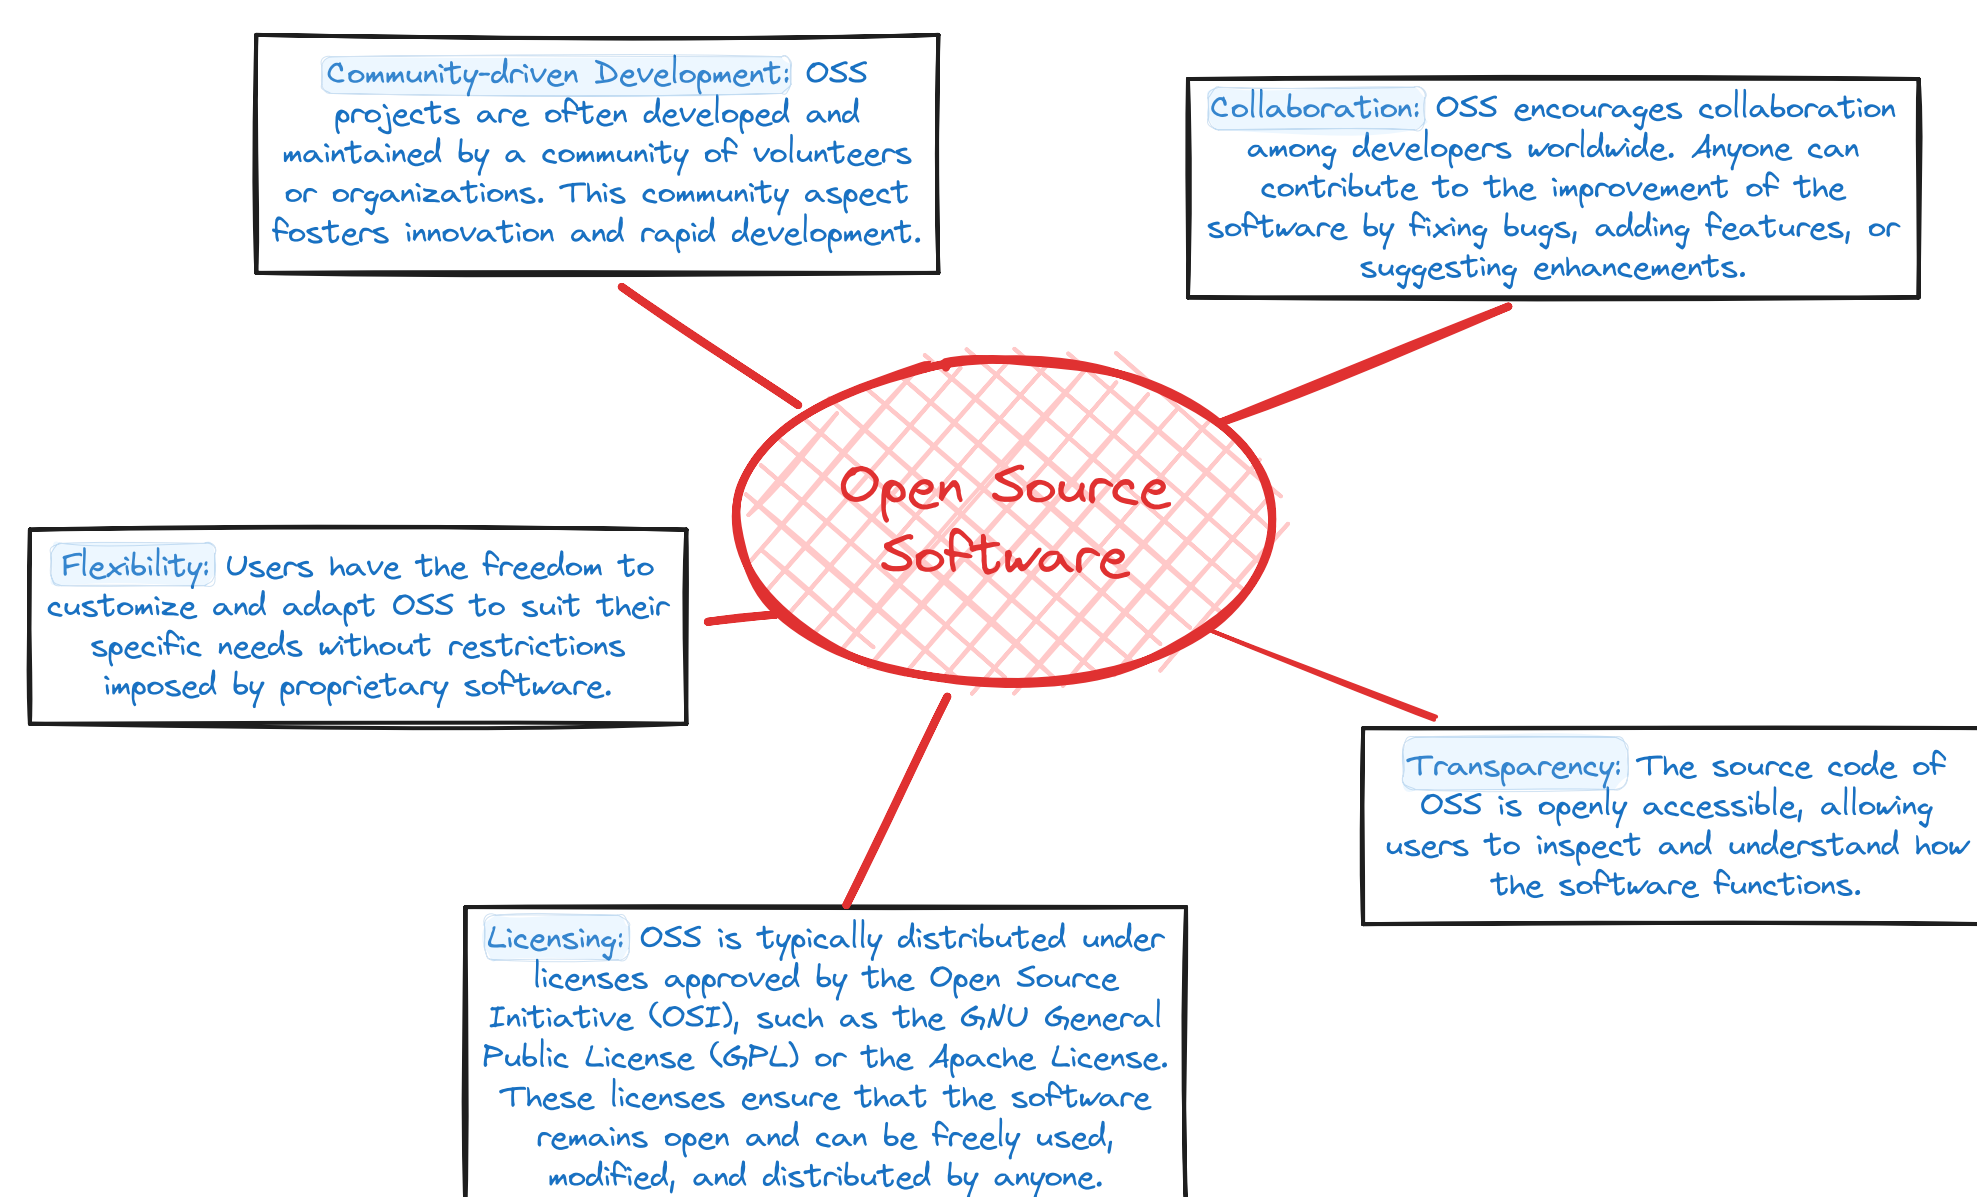 Community-driven Development: OSS
projects are often developed and
maintained by a community of volunteers
or organizations. This community aspect
fosters innovation and rapid development.
Collaboration: OSS encourages collaboration
among developers worldwide. Anyone can
contribute to the improvement of the
software by fixing bugs, adding features, or
suggesting enhancements.
Open Source
Software
Flexibility: Users have the freedom to
customize and adapt OSS to suit their
specific needs without restrictions
imposed by proprietary software.
Transparency: The source code of
OSS is openly accessible, allowing
users to inspect and understand how
the software functions.
Licensing: OSS is typically distributed under
licenses approved by the Open Source
Initiative (OSI), such as the GNU General
Public License (GPL) or the Apache License.
These licenses ensure that the software
remains open and can be freely used,
modified, and distributed by anyone.